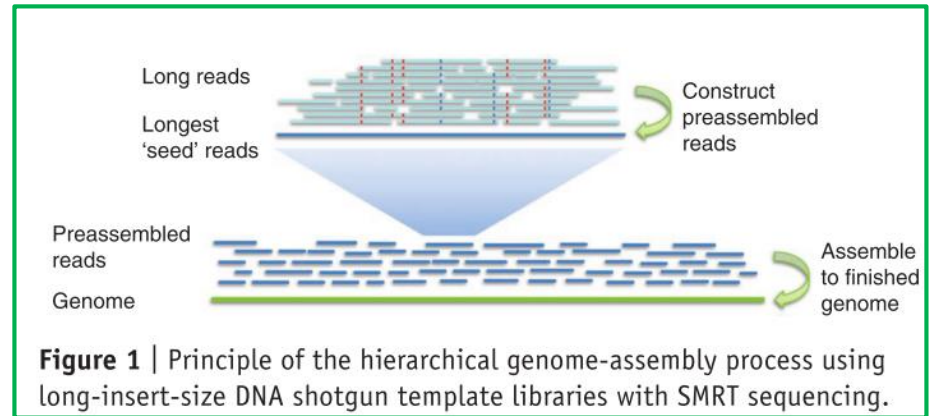 Long reads
Longest
'seed' reads
Construct
preassembled
reads
Preassembled
reads
Genome
Assemble
to finished
genome
Figure 1 | Principle of the hierarchical genome-assembly process using
long-insert-size DNA shotgun template libraries with SMRT sequencing.